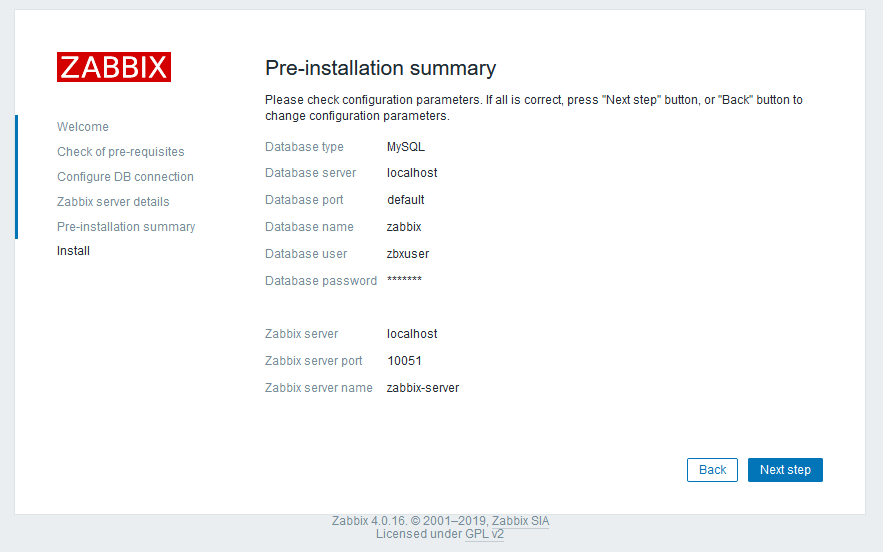 ZABBIX
Welcome
Check of pre-requisites
Configure DB connection
Zabbix server details
Pre-installation summary
Install
Pre-installation summary
Please check configuration parameters. If all is correct, press "Next step" button, or "Back" button to
change configuration parameters.
Database type MySQL
Database server localhost
Database port default
Database name zabbix
Database user zbxuser
Database password *******
Zabbix server localhost
Zabbix server port 10051
Zabbix server name zabbix-server
Back Next step
Zabbix 4.0.16. © 2001–2019, Zabbix SIA
Licensed under GPL v2